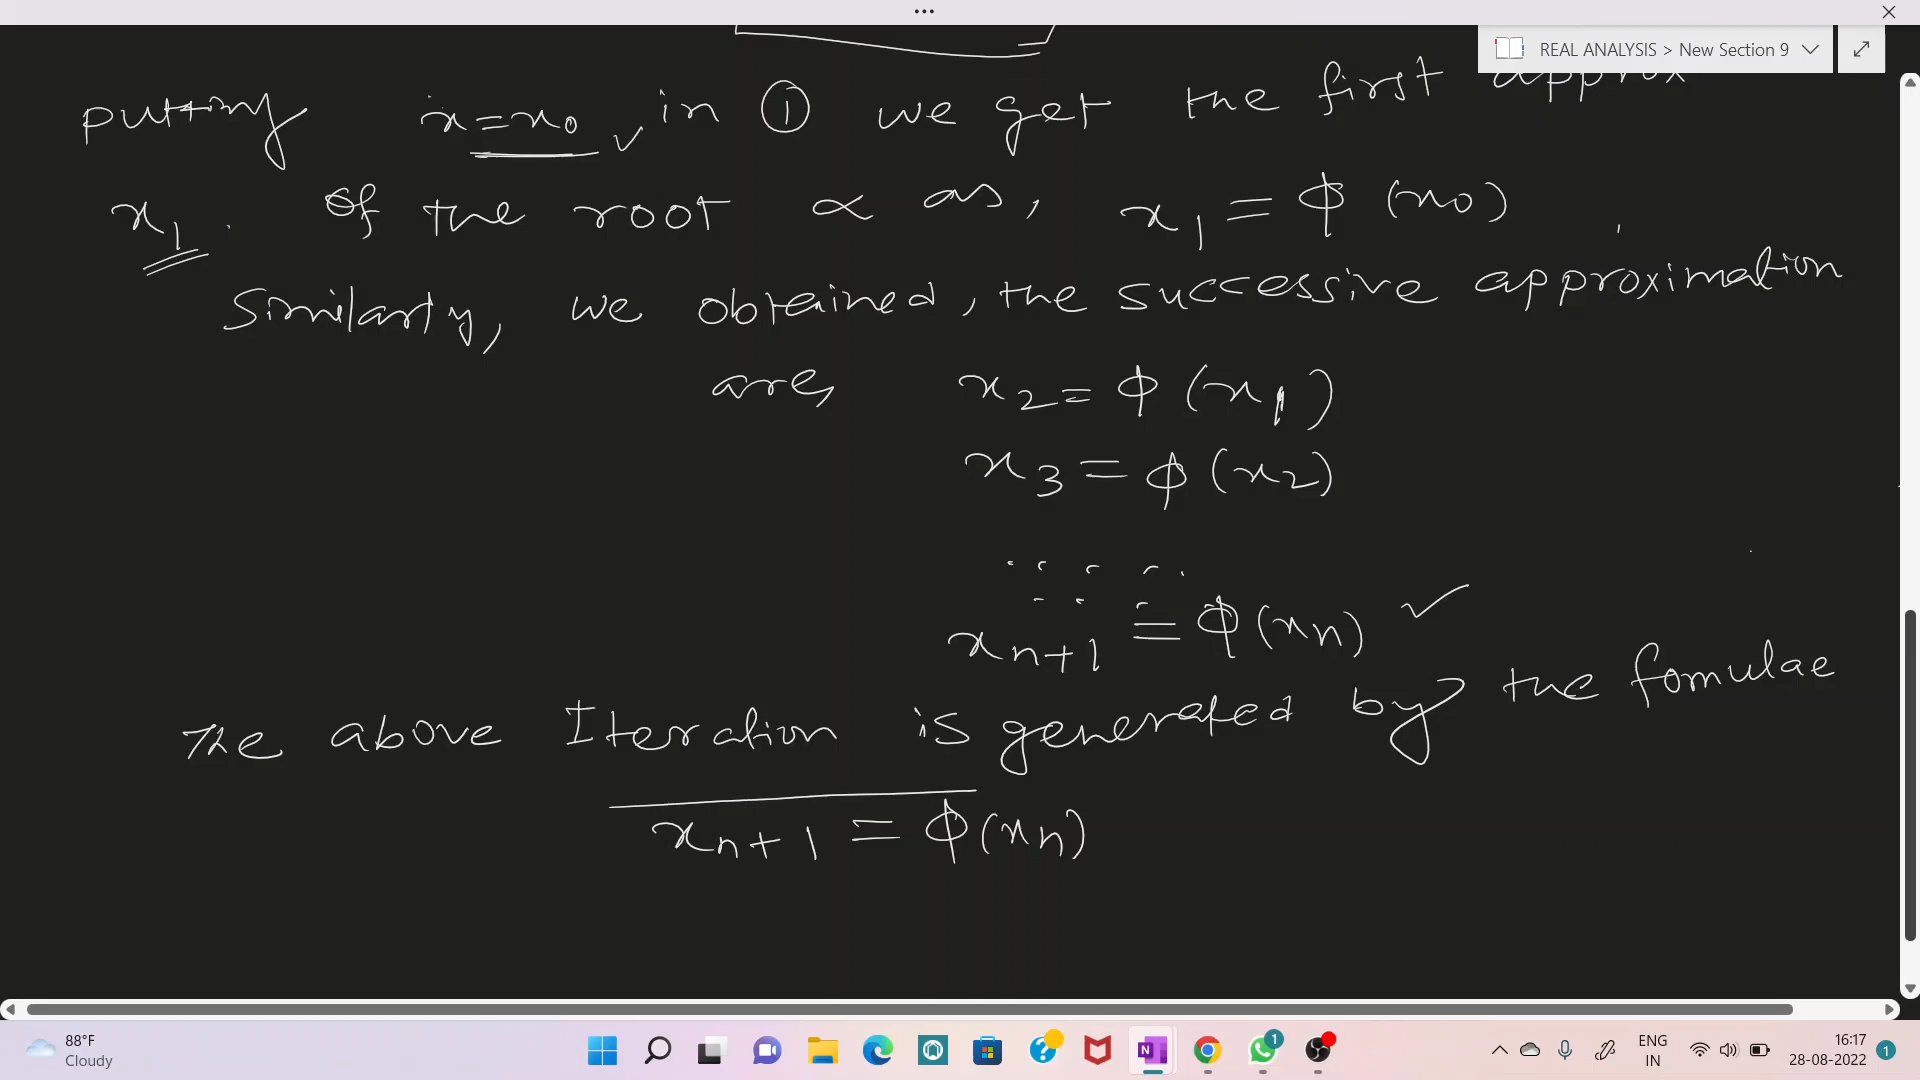 REAL ANALYSIS > New Section 9
putting x=x₀ in ① we get the first approx
x₁ of the root α as, x₁ = ϕ (x₀)
Similarly, we obtained, the successive approximation
are, x₂ = ϕ (x₁)
x₃ = ϕ (x₂)
xₙ₊₁ = ϕ(xₙ)
The above Iteration is generated by the fomulae
xₙ₊₁ = ϕ(xₙ)
88°F
Cloudy
ENG
IN
16:17
28-08-2022
1
1